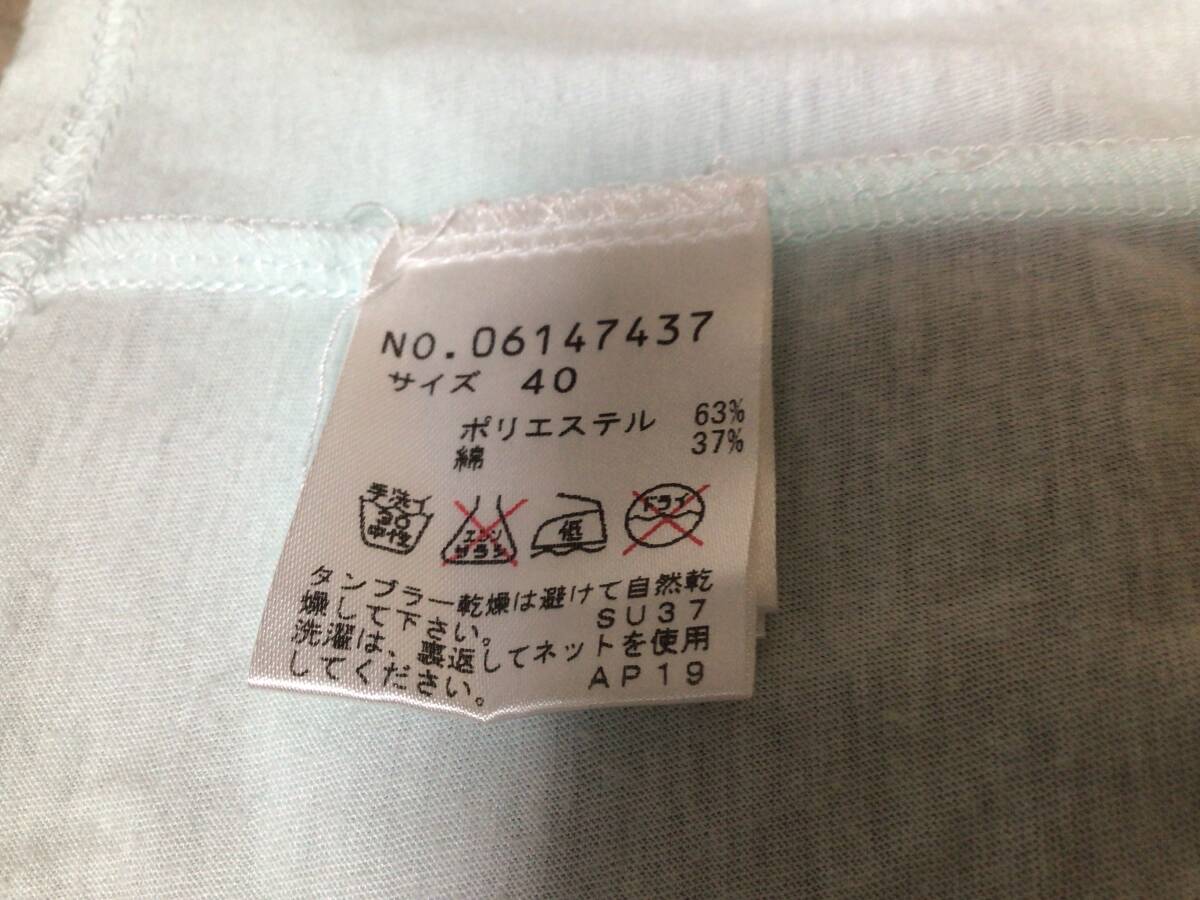 NO.06147437
サイズ 40
ポリエステル 63%
綿 37%
手洗イ
30
中性
エンソ
サラシ
低
ドライ
タンブラー乾燥は避けて自然乾
燥して下さい。 SU37
洗濯は、裏返してネットを使用
してください。 AP19